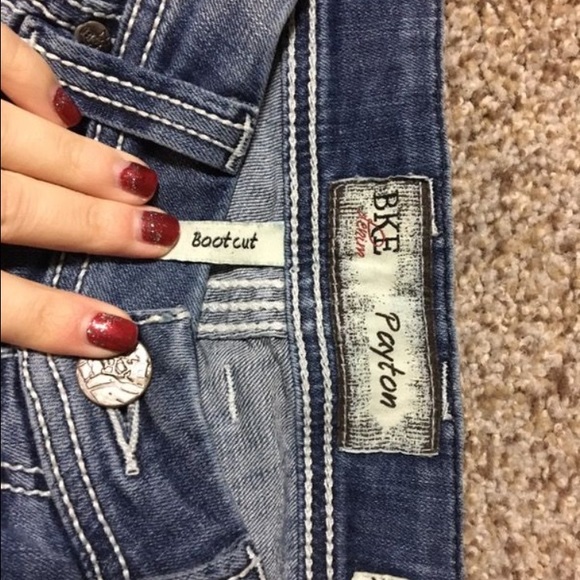 Bootcut
BKE
denim
Payton